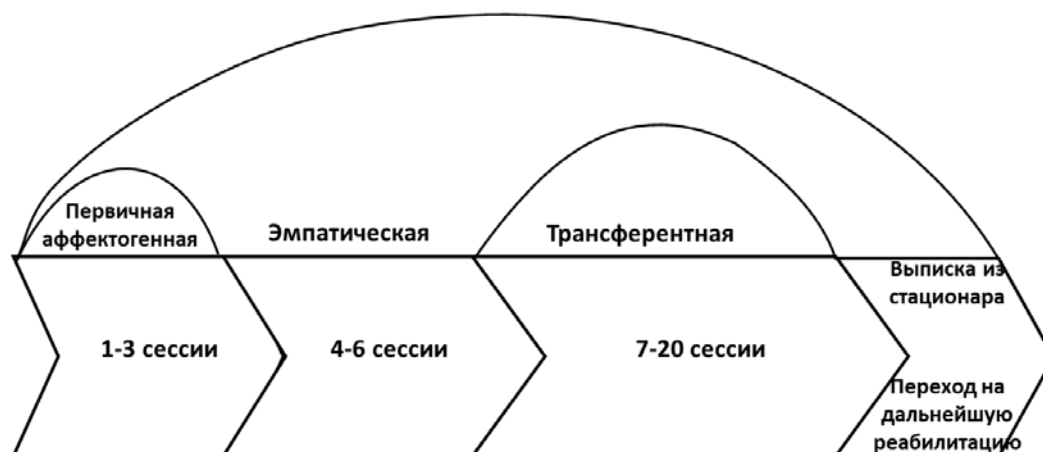 Первичная
аффектогенная
Эмпатическая
Трансферентная
1-3 сессии
4-6 сессии
7-20 сессии
Выписка из
стационара
Переход на
дальнейшую
реабилитацию